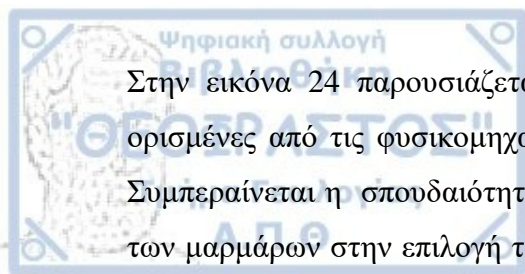 Ψηφιακή συλλογή
Βιβλιοθήκη
Στην εικόνα 24 παρουσιάζετα
"ΘΕΟΦΡΑΣΤΟΣ"
ορισμένες από τις φυσικομηχα
Συμπεραίνεται η σπουδαιότητ
Α.Π.Θ
των μαρμάρων στην επιλογή τ